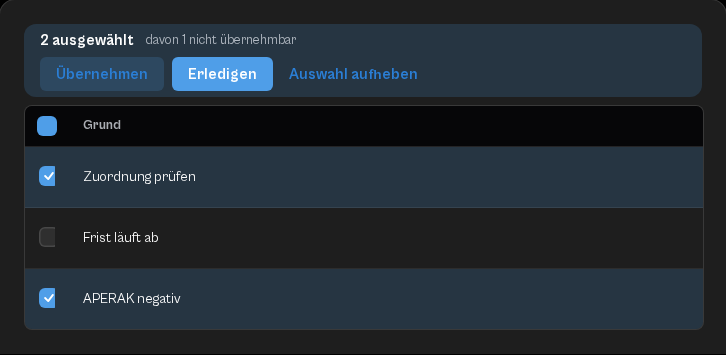 2 ausgewählt davon 1 nicht übernehmbar
Übernehmen Erledigen Auswahl aufheben
Grund
Zuordnung prüfen
Frist läuft ab
APERAK negativ